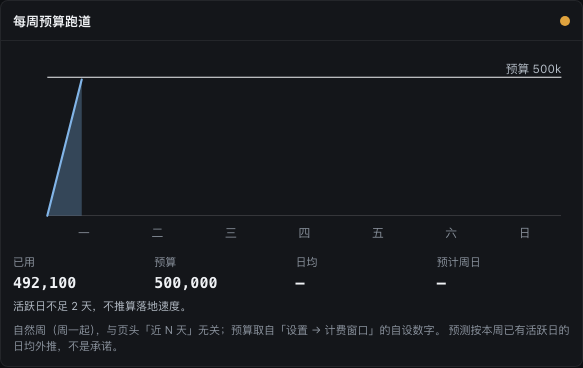 每周预算跑道
预算 500k
一 二 三 四 五 六 日
已用 预算 日均 预计周日
492,100 500,000 — —
活跃日不足 2 天，不推算落地速度。
自然周（周一起），与页头「近 N 天」无关；预算取自「设置 → 计费窗口」的自设数字。 预测按本周已有活跃日的
日均外推，不是承诺。